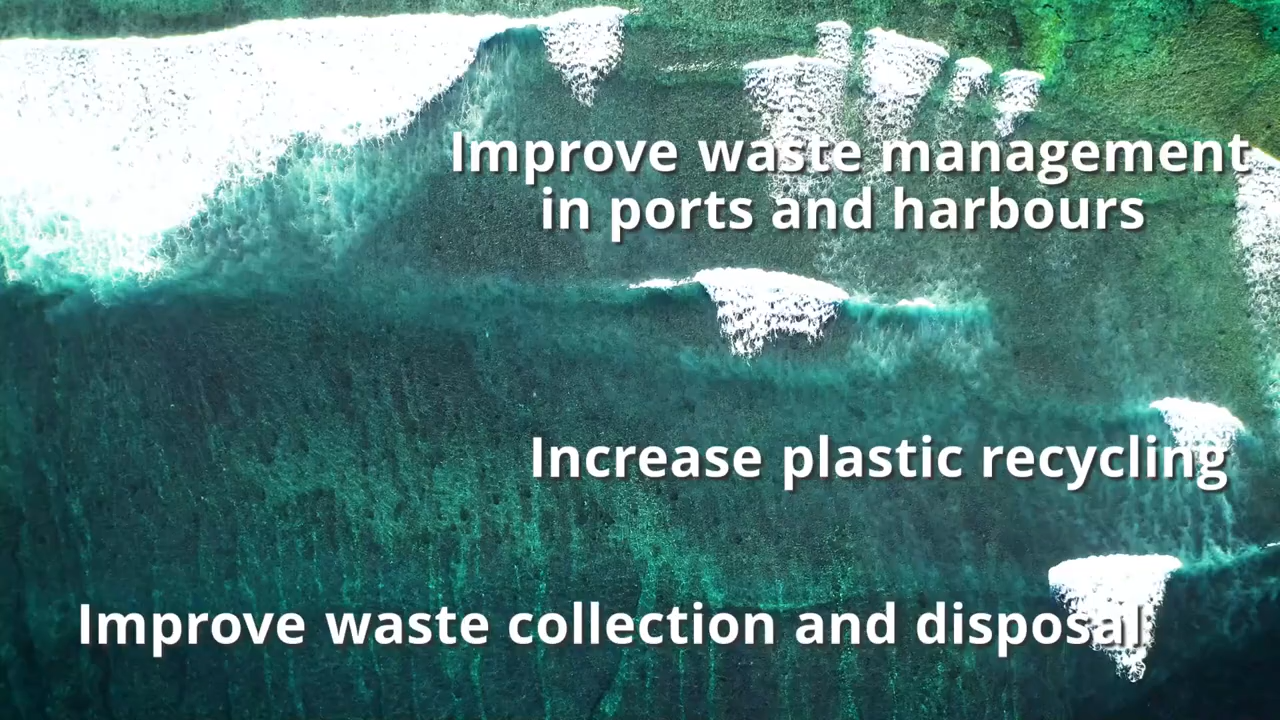 Improve waste management
in ports and harbours
Increase plastic recycling
Improve waste collection and disposal